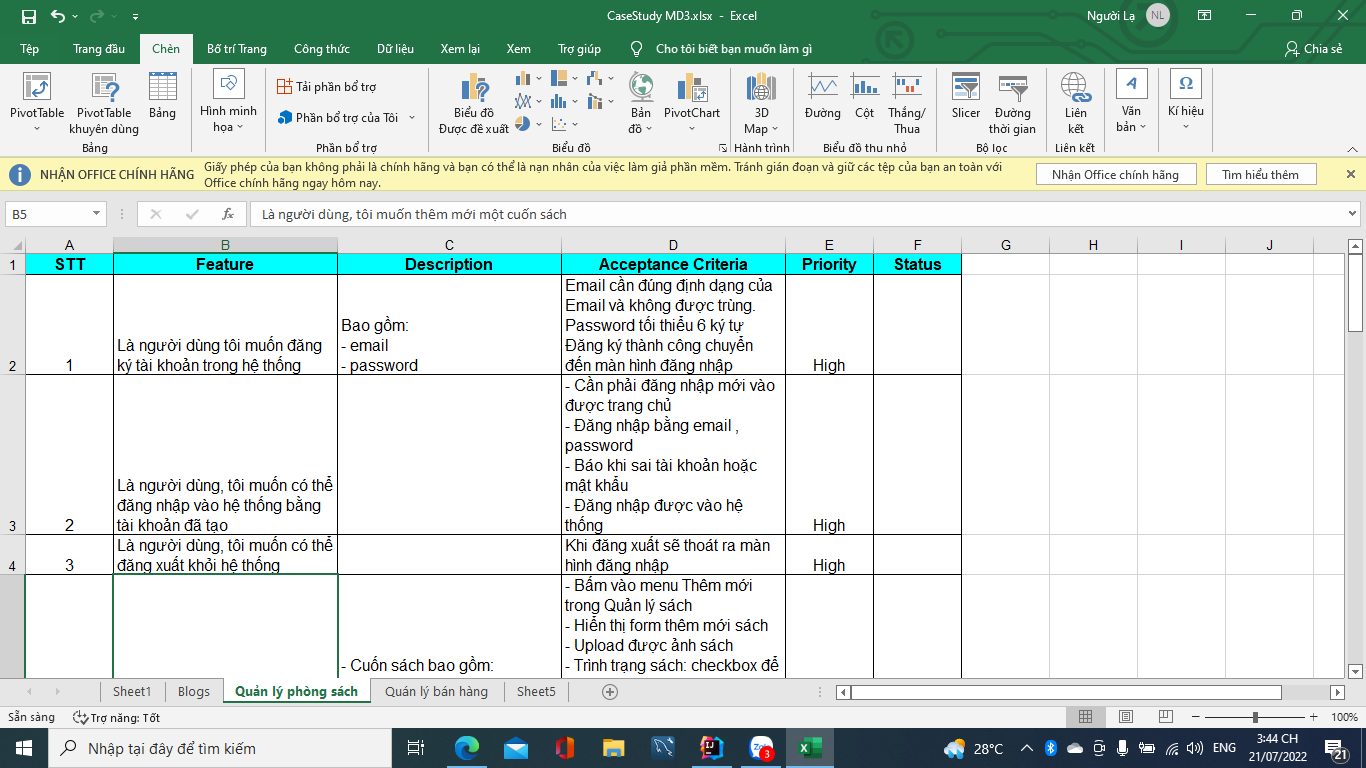 CaseStudy MD3.xlsx - Excel
Người Lạ
NL
Tệp
Trang đầu
Chèn
Bố trí Trang
Công thức
Dữ liệu
Xem lại
Xem
Trợ giúp
Cho tôi biết bạn muốn làm gì
Chia sẻ
PivotTable
PivotTable
khuyên dùng
Bảng
Bảng
Hình minh
họa
Tải phần bổ trợ
Phần bổ trợ của Tôi
Phần bổ trợ
Biểu đồ
Được đề xuất
Bản
đồ
PivotChart
Biểu đồ
3D
Map
Hành trình
Đường
Cột
Thắng/
Thua
Biểu đồ thu nhỏ
Slicer
Đường
thời gian
Bộ lọc
Liên
kết
Liên kết
A
Văn
bản
Ω
Kí hiệu
NHẬN OFFICE CHÍNH HÃNG
Giấy phép của bạn không phải là chính hãng và bạn có thể là nạn nhân của việc làm giả phần mềm. Tránh gián đoạn và giữ các tệp của bạn an toàn với
Office chính hãng ngay hôm nay.
Nhận Office chính hãng
Tìm hiểu thêm
B5
fx
Là người dùng, tôi muốn thêm mới một cuốn sách
A B C D E F G H I J
1 STT Feature Description Acceptance Criteria Priority Status
2
1
Là người dùng tôi muốn đăng
ký tài khoản trong hệ thống
Bao gồm:
- email
- password
Email cần đúng định dạng của
Email và không được trùng.
Password tối thiểu 6 ký tự
Đăng ký thành công chuyển
đến màn hình đăng nhập
High
3
2
Là người dùng, tôi muốn có thể
đăng nhập vào hệ thống bằng
tài khoản đã tạo
- Cần phải đăng nhập mới vào
được trang chủ
- Đăng nhập bằng email ,
password
- Báo khi sai tài khoản hoặc
mật khẩu
- Đăng nhập được vào hệ
thống
High
4
3
Là người dùng, tôi muốn có thể
đăng xuất khỏi hệ thống
Khi đăng xuất sẽ thoát ra màn
hình đăng nhập
High
- Cuốn sách bao gồm:
- Bấm vào menu Thêm mới
trong Quản lý sách
- Hiển thị form thêm mới sách
- Upload được ảnh sách
- Trình trạng sách: checkbox để
Sheet1
Blogs
Quản lý phòng sách
Quán lý bán hàng
Sheet5
Sẵn sàng
Trợ năng: Tốt
100%
Nhập tại đây để tìm kiếm
Zalo
3
28°C
ENG
3:44 CH
21/07/2022
21